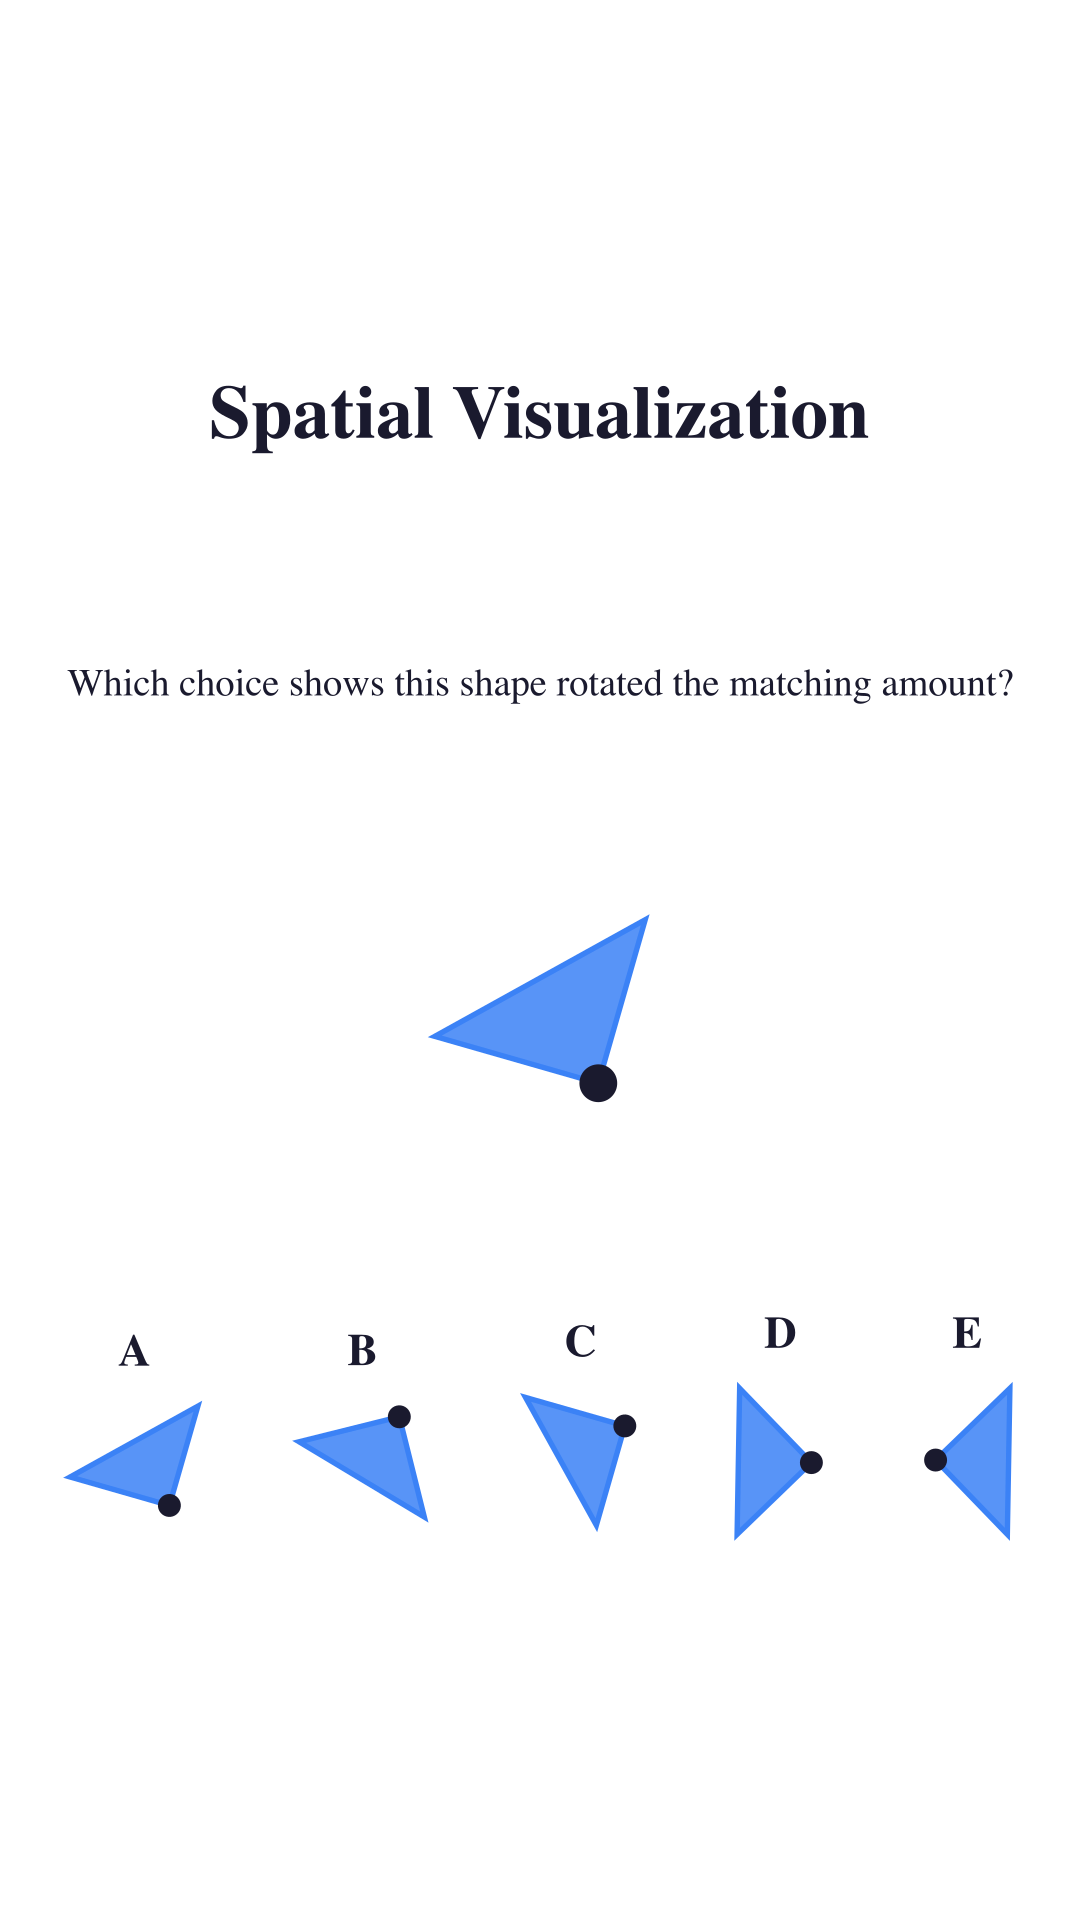 Spatial Visualization
Which choice shows this shape rotated the matching amount?
A B C D E